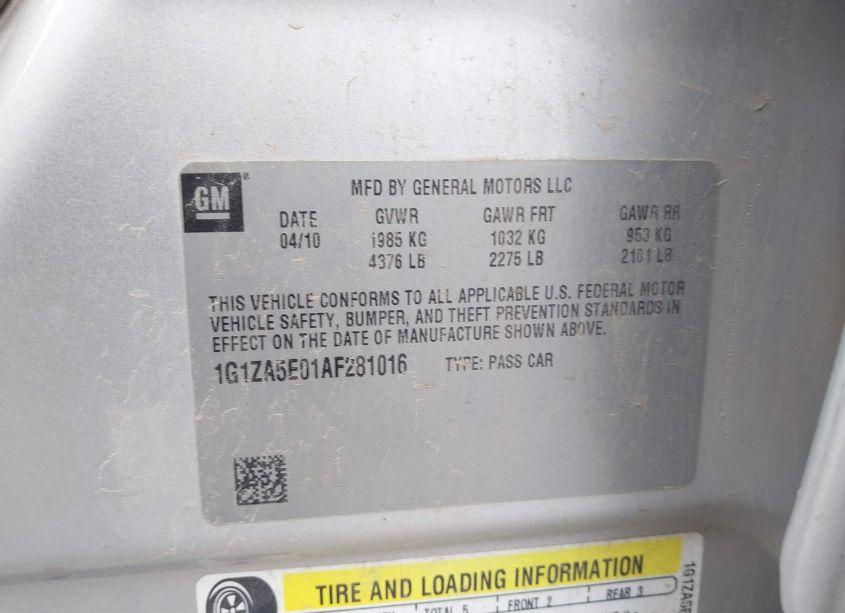 GM ®
MFD BY GENERAL MOTORS LLC
DATE GVWR GAWR FRT GAWR RR
04/10 1985 KG 1032 KG 953 KG
4376 LB 2275 LB 2101 LB
THIS VEHICLE CONFORMS TO ALL APPLICABLE U.S. FEDERAL MOTOR
VEHICLE SAFETY, BUMPER, AND THEFT PREVENTION STANDARDS IN
EFFECT ON THE DATE OF MANUFACTURE SHOWN ABOVE.
1G1ZA5E01AF281016 TYPE: PASS CAR
TIRE AND LOADING INFORMATION
TOTAL 5 FRONT 2 REAR 3
1G1ZA5E